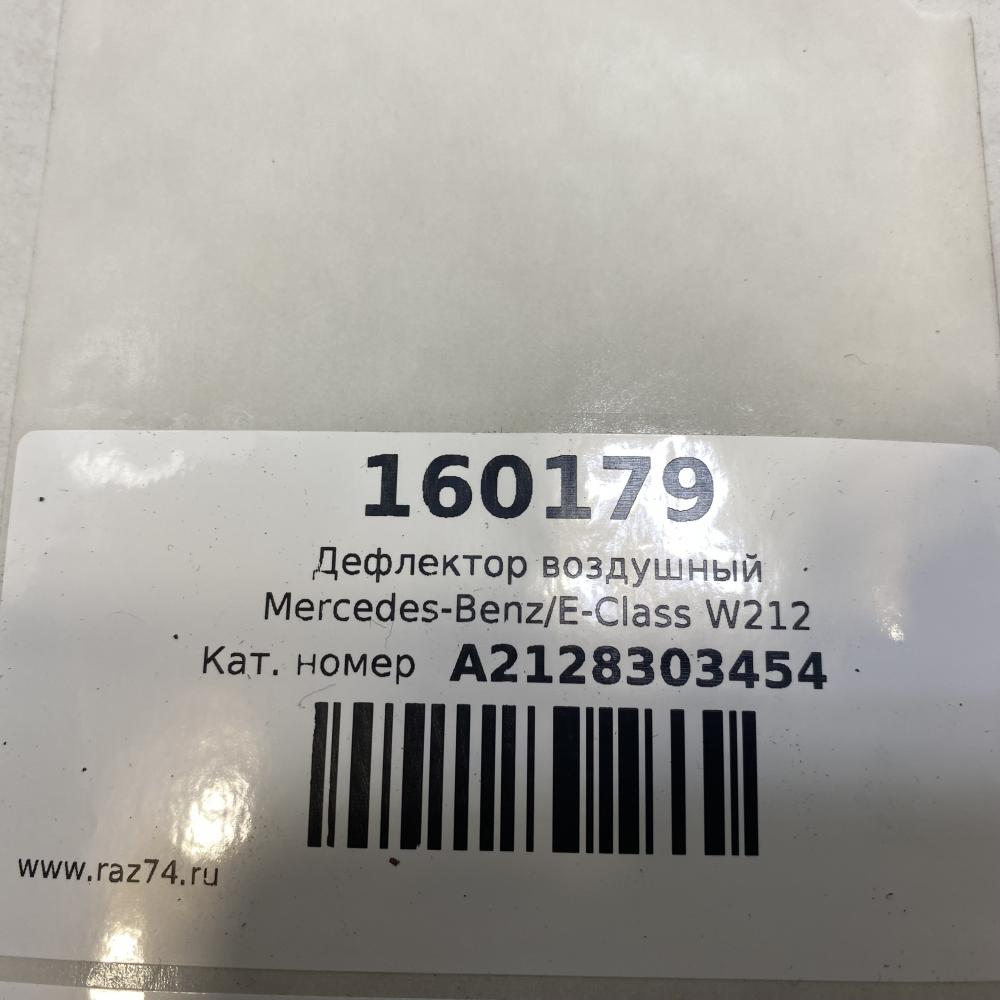 160179
Дефлектор воздушный
Mercedes-Benz/E-Class W212
Кат. номер A2128303454
www.raz74.ru